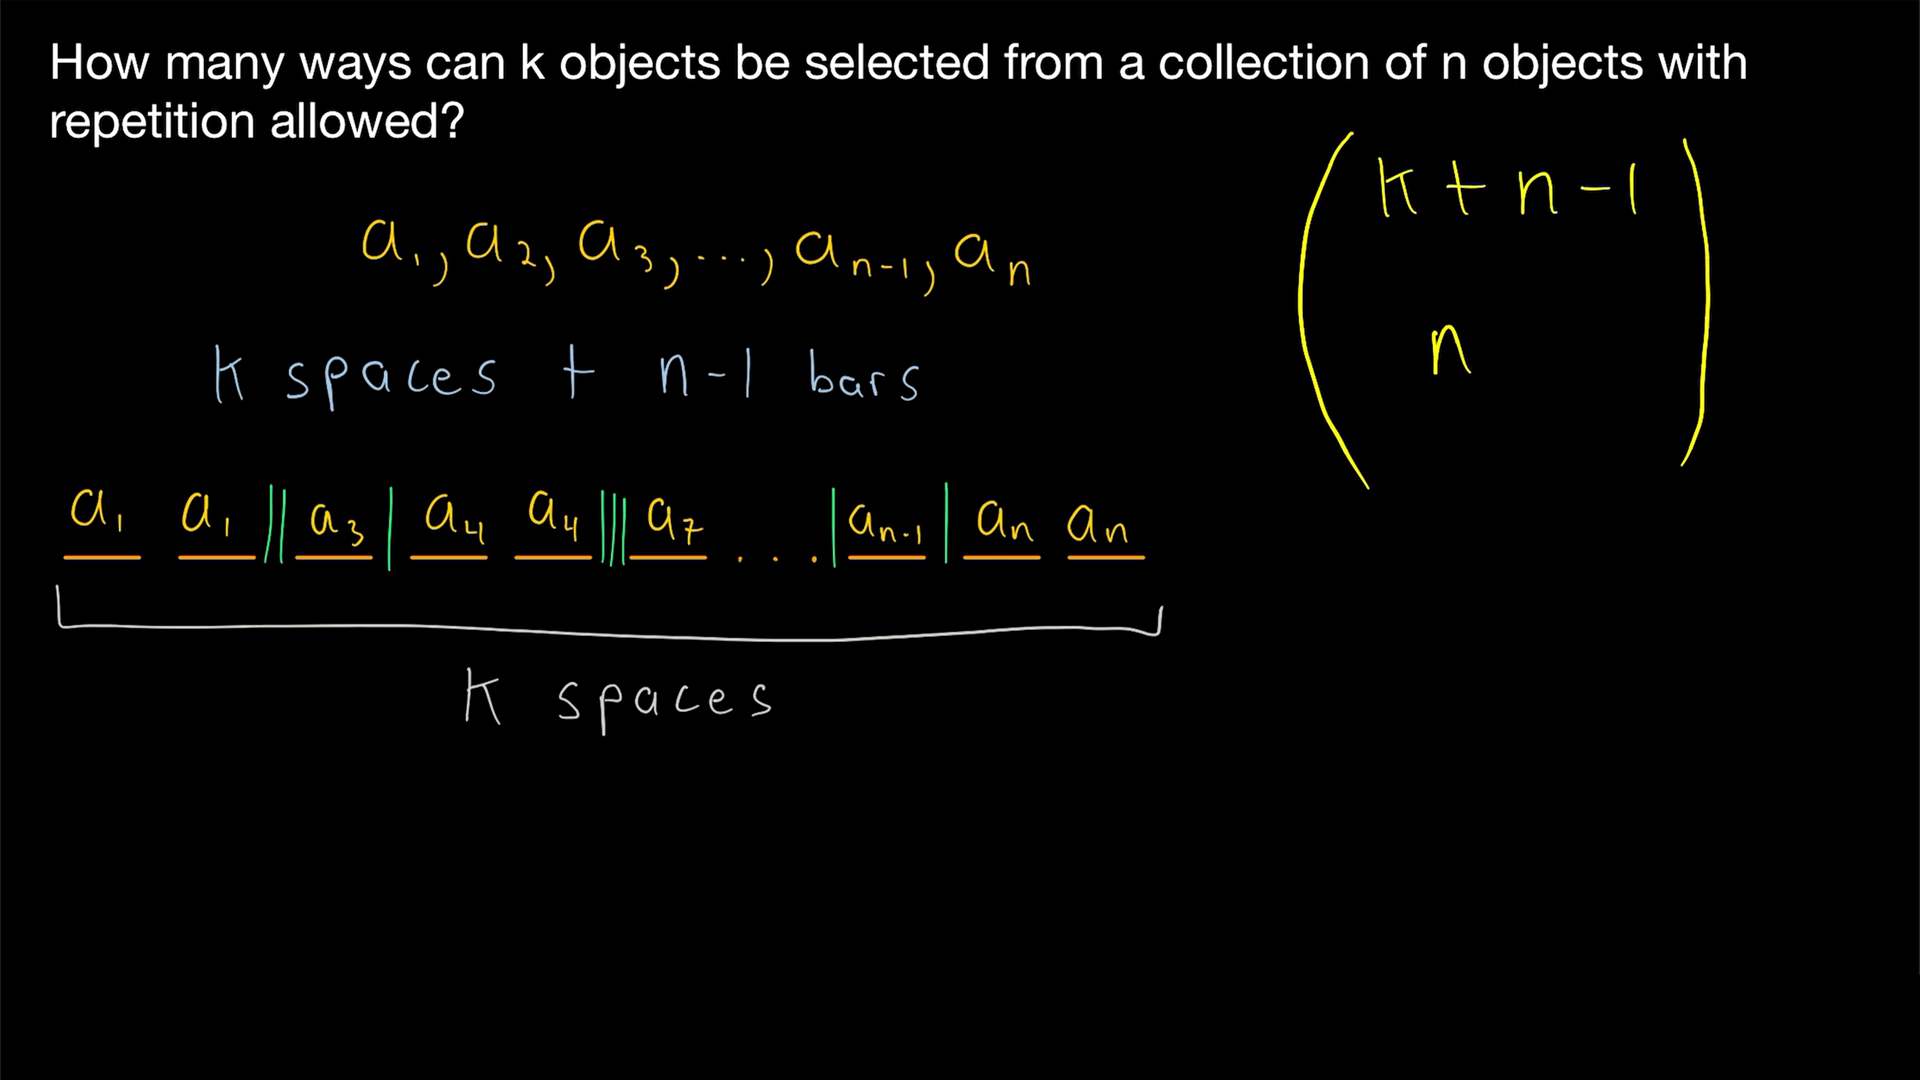 How many ways can k objects be selected from a collection of n objects with
repetition allowed?
(k + n - 1
n)
a₁, a₂, a₃, ..., aₙ₋₁, aₙ
k spaces + n-1 bars
a₁ a₁ || a₃ | a₄ a₄ ||| a₇ ... | aₙ₋₁ | aₙ aₙ
k spaces